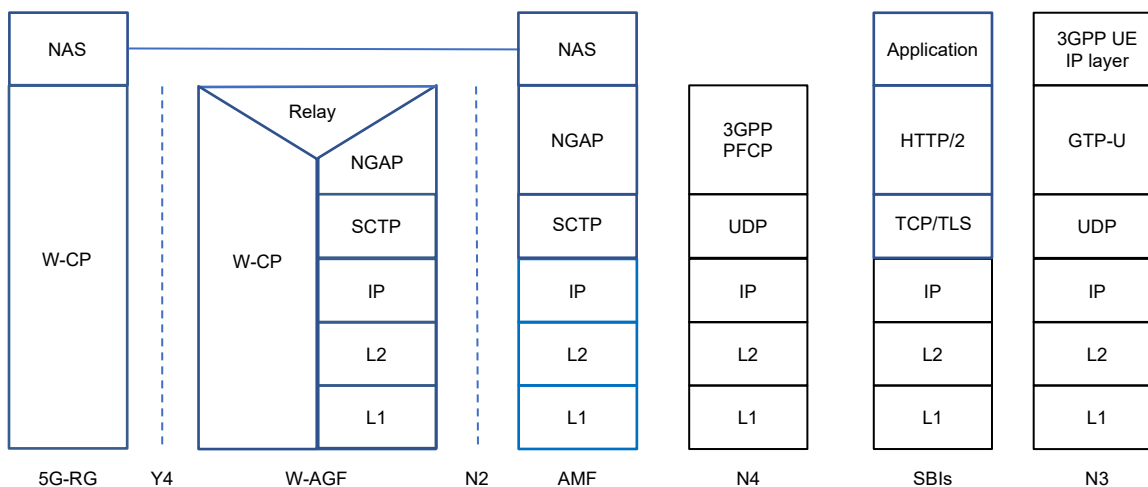 NAS
NAS
Application
3GPP UE
IP layer
Relay
NGAP
NGAP
3GPP
PFCP
HTTP/2
GTP-U
W-CP
W-CP
SCTP
SCTP
UDP
TCP/TLS
UDP
IP
IP
IP
IP
IP
L2
L2
L2
L2
L2
L1
L1
L1
L1
L1
5G-RG
Y4
W-AGF
N2
AMF
N4
SBIs
N3